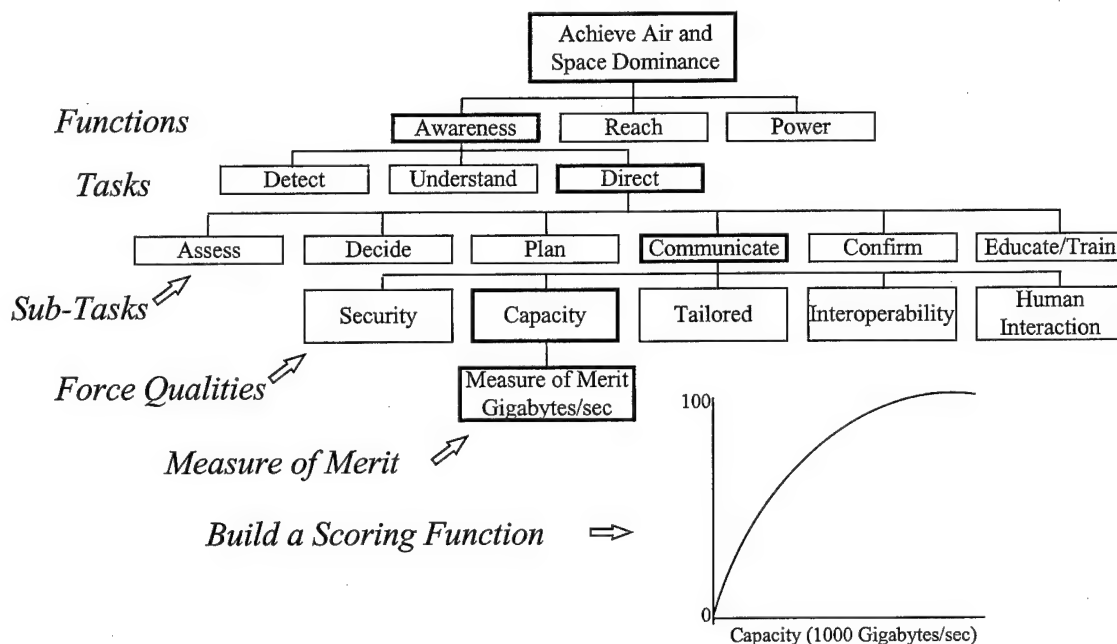 Achieve Air and
Space Dominance
Functions
Awareness
Reach
Power
Tasks
Detect
Understand
Direct
Assess
Decide
Plan
Communicate
Confirm
Educate/Train
Sub-Tasks
Security
Capacity
Tailored
Interoperability
Human
Interaction
Force Qualities
Measure of Merit
Gigabytes/sec
100
Measure of Merit
Build a Scoring Function
0
Capacity (1000 Gigabytes/sec)